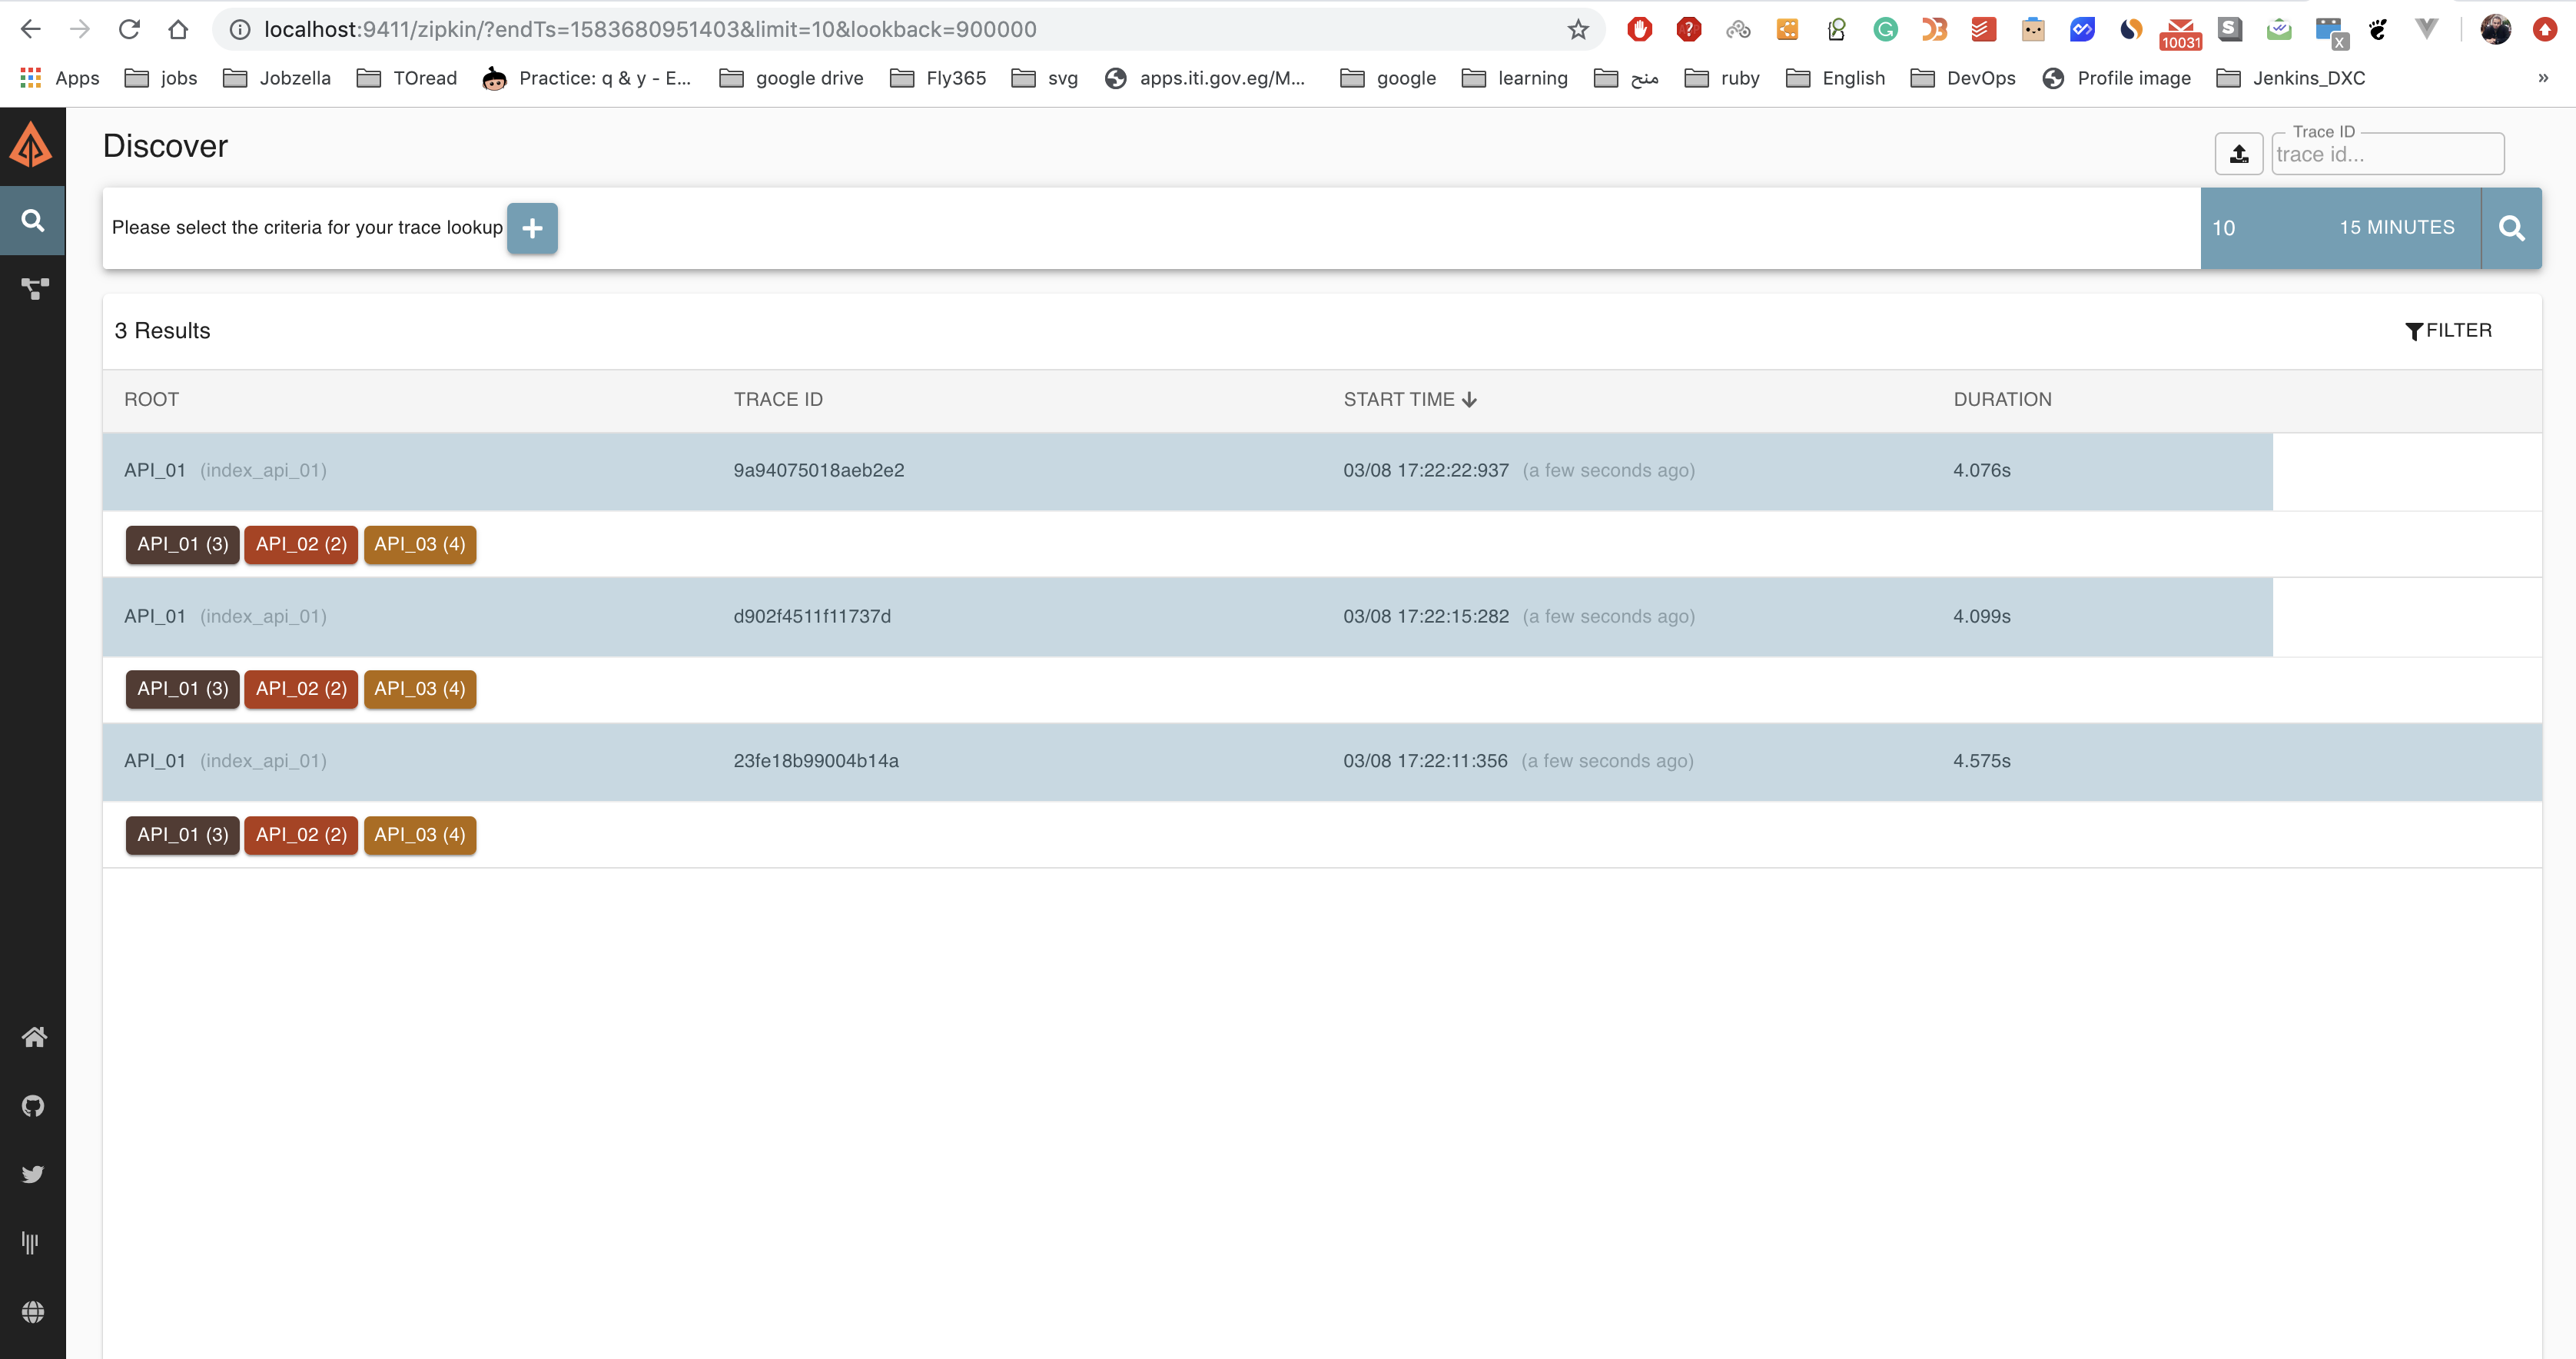 localhost:9411/zipkin/?endTs=1583680951403&limit=10&lookback=900000
10031
S
X
Apps jobs Jobzella TOread Practice: q & y - E... google drive Fly365 svg apps.iti.gov.eg/M... google learning منح ruby English DevOps Profile image Jenkins_DXC »
Discover
Trace ID
trace id...
Please select the criteria for your trace lookup
10 15 MINUTES
3 Results
FILTER
ROOT TRACE ID START TIME DURATION
API_01 (index_api_01) 9a94075018aeb2e2 03/08 17:22:22:937 (a few seconds ago) 4.076s
API_01 (3) API_02 (2) API_03 (4)
API_01 (index_api_01) d902f4511f11737d 03/08 17:22:15:282 (a few seconds ago) 4.099s
API_01 (3) API_02 (2) API_03 (4)
API_01 (index_api_01) 23fe18b99004b14a 03/08 17:22:11:356 (a few seconds ago) 4.575s
API_01 (3) API_02 (2) API_03 (4)